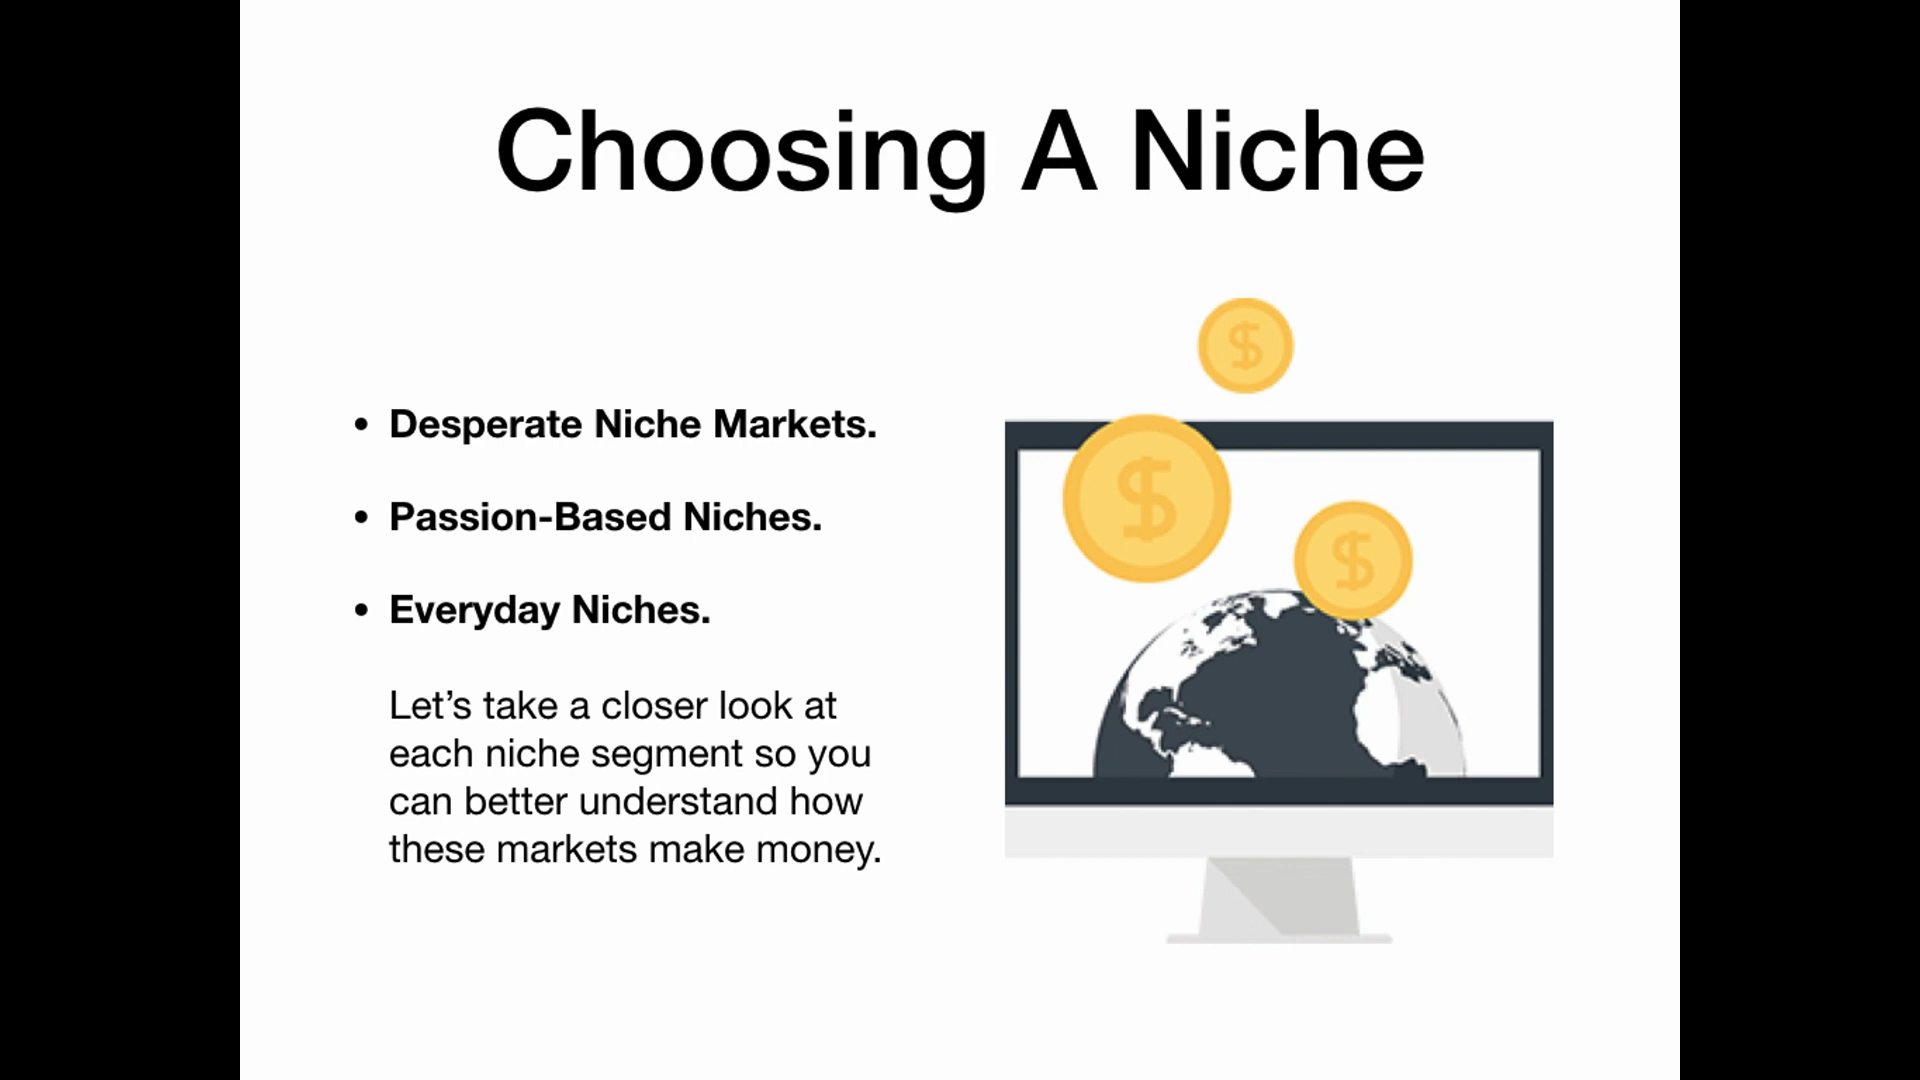 Choosing A Niche
• Desperate Niche Markets.
• Passion-Based Niches.
• Everyday Niches.
Let’s take a closer look at
each niche segment so you
can better understand how
these markets make money.
$
$
$